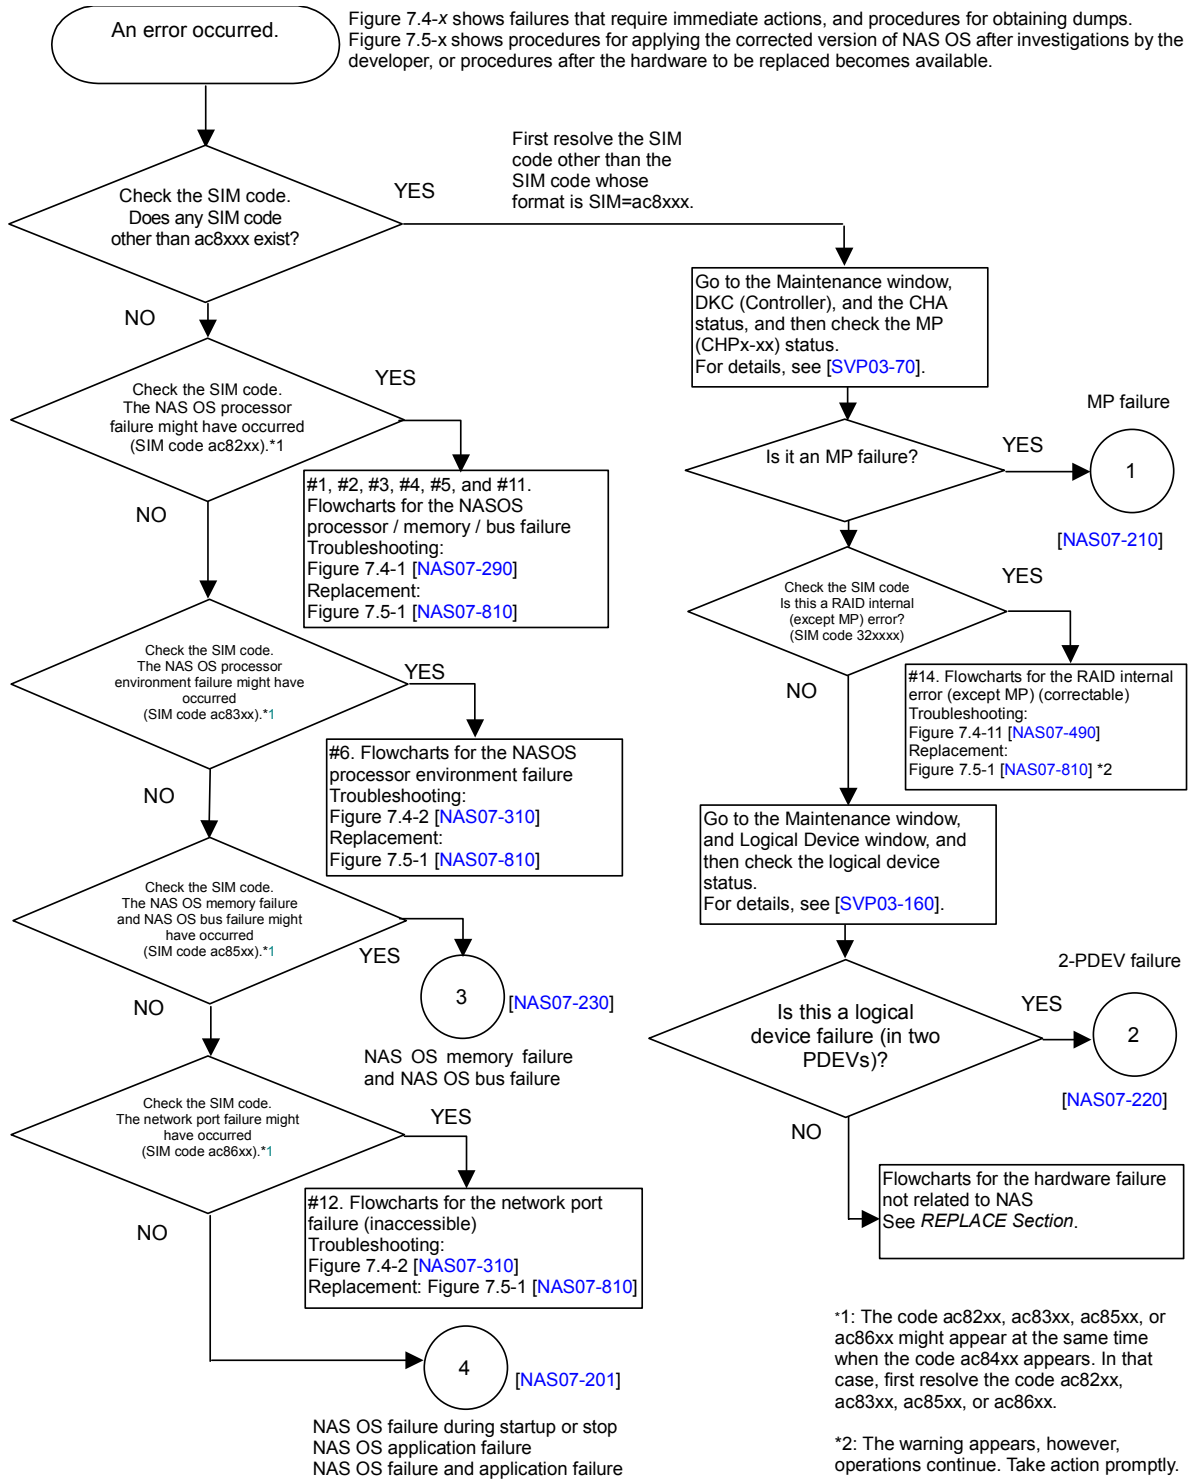 An error occurred.
Figure 7.4-x shows failures that require immediate actions, and procedures for obtaining dumps.
Figure 7.5-x shows procedures for applying the corrected version of NAS OS after investigations by the
developer, or procedures after the hardware to be replaced becomes available.
First resolve the SIM
code other than the
SIM code whose
format is SIM=ac8xxx.
Check the SIM code.
Does any SIM code
other than ac8xxx exist?
YES
NO
Go to the Maintenance window,
DKC (Controller), and the CHA
status, and then check the MP
(CHPx-xx) status.
For details, see [SVP03-70].
Check the SIM code.
The NAS OS processor
failure might have occurred
(SIM code ac82xx).*1
YES
NO
#1, #2, #3, #4, #5, and #11.
Flowcharts for the NASOS
processor / memory / bus failure
Troubleshooting:
Figure 7.4-1 [NAS07-290]
Replacement:
Figure 7.5-1 [NAS07-810]
Is it an MP failure?
YES
MP failure
1
[NAS07-210]
Check the SIM code
Is this a RAID internal
(except MP) error?
(SIM code 32xxxx)
YES
NO
#14. Flowcharts for the RAID internal
error (except MP) (correctable)
Troubleshooting:
Figure 7.4-11 [NAS07-490]
Replacement:
Figure 7.5-1 [NAS07-810] *2
Check the SIM code.
The NAS OS processor
environment failure might have
occurred
(SIM code ac83xx).*1
YES
NO
#6. Flowcharts for the NASOS
processor environment failure
Troubleshooting:
Figure 7.4-2 [NAS07-310]
Replacement:
Figure 7.5-1 [NAS07-810]
Go to the Maintenance window,
and Logical Device window, and
then check the logical device
status.
For details, see [SVP03-160].
Check the SIM code.
The NAS OS memory failure
and NAS OS bus failure might
have occurred
(SIM code ac85xx).*1
YES
NO
3
[NAS07-230]
NAS OS memory failure
and NAS OS bus failure
Is this a logical
device failure (in two
PDEVs)?
YES
2-PDEV failure
2
[NAS07-220]
NO
Flowcharts for the hardware failure
not related to NAS
See REPLACE Section.
Check the SIM code.
The network port failure might
have occurred
(SIM code ac86xx).*1
YES
NO
#12. Flowcharts for the network port
failure (inaccessible)
Troubleshooting:
Figure 7.4-2 [NAS07-310]
Replacement: Figure 7.5-1 [NAS07-810]
4
[NAS07-201]
NAS OS failure during startup or stop
NAS OS application failure
NAS OS failure and application failure
*1: The code ac82xx, ac83xx, ac85xx, or
ac86xx might appear at the same time
when the code ac84xx appears. In that
case, first resolve the code ac82xx,
ac83xx, ac85xx, or ac86xx.
*2: The warning appears, however,
operations continue. Take action promptly.